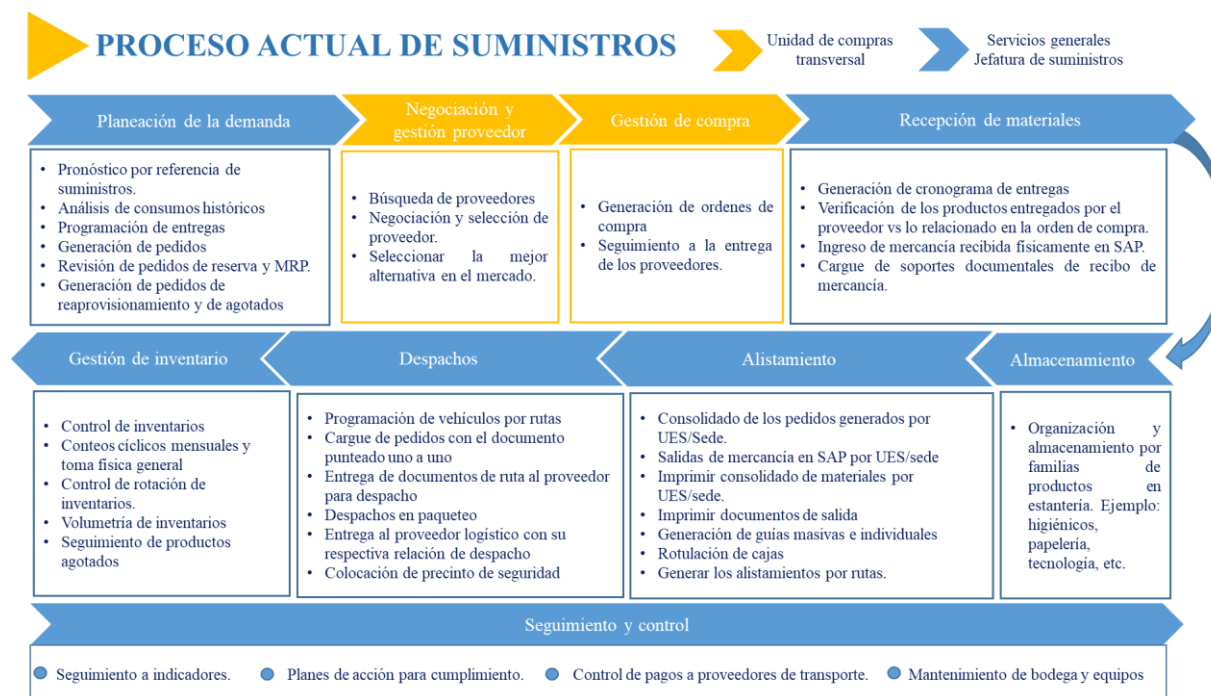 PROCESO ACTUAL DE SUMINISTROS
Unidad de compras
transversal
Servicios generales
Jefatura de suministros
Planeación de la demanda
Negociación y
gestión proveedor
Gestión de compra
Recepción de materiales
• Pronóstico por referencia de
suministros.
• Análisis de consumos históricos
• Programación de entregas
• Generación de pedidos
• Revisión de pedidos de reserva y MRP.
• Generación de pedidos de
reaprovisionamiento y de agotados
• Búsqueda de proveedores
• Negociación y selección de
proveedor.
• Seleccionar la mejor
alternativa en el mercado.
• Generación de ordenes de
compra
• Seguimiento a la entrega
de los proveedores.
• Generación de cronograma de entregas
• Verificación de los productos entregados por el
proveedor vs lo relacionado en la orden de compra.
• Ingreso de mercancía recibida físicamente en SAP.
• Cargue de soportes documentales de recibo de
mercancía.
Gestión de inventario
Despachos
Alistamiento
Almacenamiento
• Control de inventarios
• Conteos cíclicos mensuales y
toma física general
• Control de rotación de
inventarios.
• Volumetría de inventarios
• Seguimiento de productos
agotados
• Programación de vehículos por rutas
• Cargue de pedidos con el documento
punteado uno a uno
• Entrega de documentos de ruta al proveedor
para despacho
• Despachos en paqueteo
• Entrega al proveedor logístico con su
respectiva relación de despacho
• Colocación de precinto de seguridad
• Consolidado de los pedidos generados por
UES/Sede.
• Salidas de mercancía en SAP por UES/sede
• Imprimir consolidado de materiales por
UES/sede.
• Imprimir documentos de salida
• Generación de guías masivas e individuales
• Rotulación de cajas
• Generar los alistamientos por rutas.
• Organización y
almacenamiento por
familias de
productos en
estantería. Ejemplo:
higiénicos,
papelería,
tecnología, etc.
Seguimiento y control
Seguimiento a indicadores.
Planes de acción para cumplimiento.
Control de pagos a proveedores de transporte.
Mantenimiento de bodega y equipos